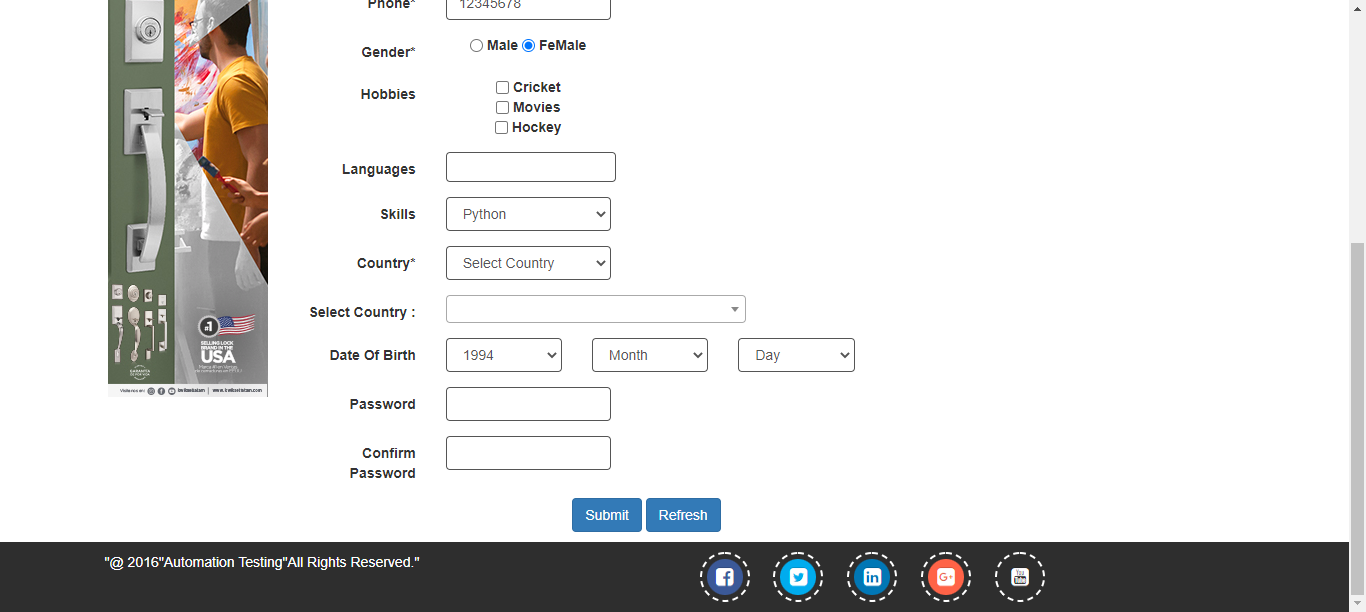 Phone* 12345678
Gender* Male FeMale
Hobbies Cricket
Movies
Hockey
Languages
Skills Python
Country* Select Country
Select Country :
Date Of Birth 1994 Month Day
Password
Confirm
Password
Submit Refresh
SELLING LOCK
BRAND IN THE
USA
"@ 2016"Automation Testing"All Rights Reserved."
You
Tube